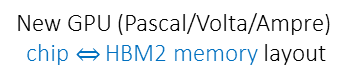 New GPU (Pascal/Volta/Ampre)
chip ⇔ HBM2 memory layout